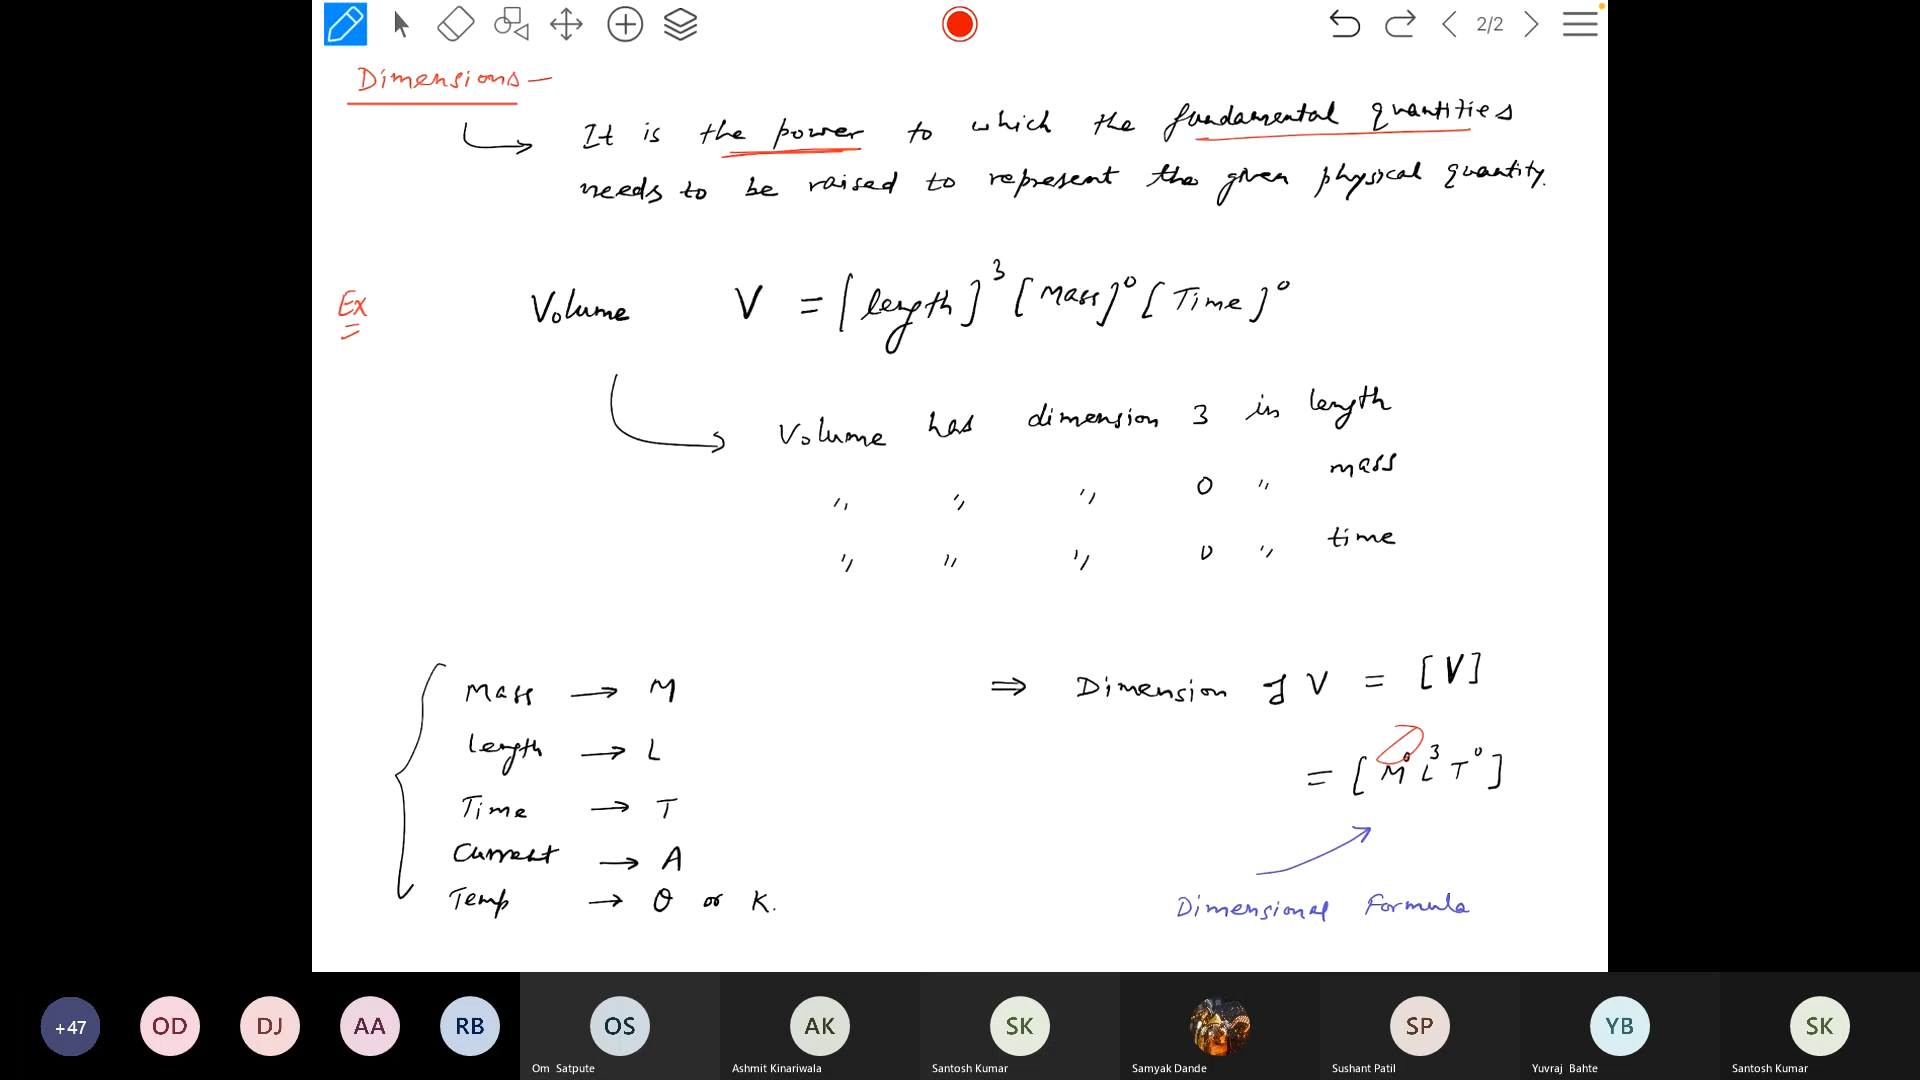 2/2
Dimensions —
↳ It is the power to which the fundamental quantities
needs to be raised to represent the given physical quantity.
Ex Volume V = [length]³ [Mass]⁰ [Time]⁰
Volume has dimension 3 in length
〃 〃 〃 0 〃 mass
〃 〃 〃 0 〃 time
Mass → M
Length → L
Time → T
Current → A
Temp → θ or K.
⇒ Dimension of V = [V]
= [M⁰ L³ T⁰]
Dimensional Formula
+47
OD
DJ
AA
RB
OS
Om Satpute
AK
Ashmit Kinariwala
SK
Santosh Kumar
Samyak Dande
SP
Sushant Patil
YB
Yuvraj Bahte
SK
Santosh Kumar